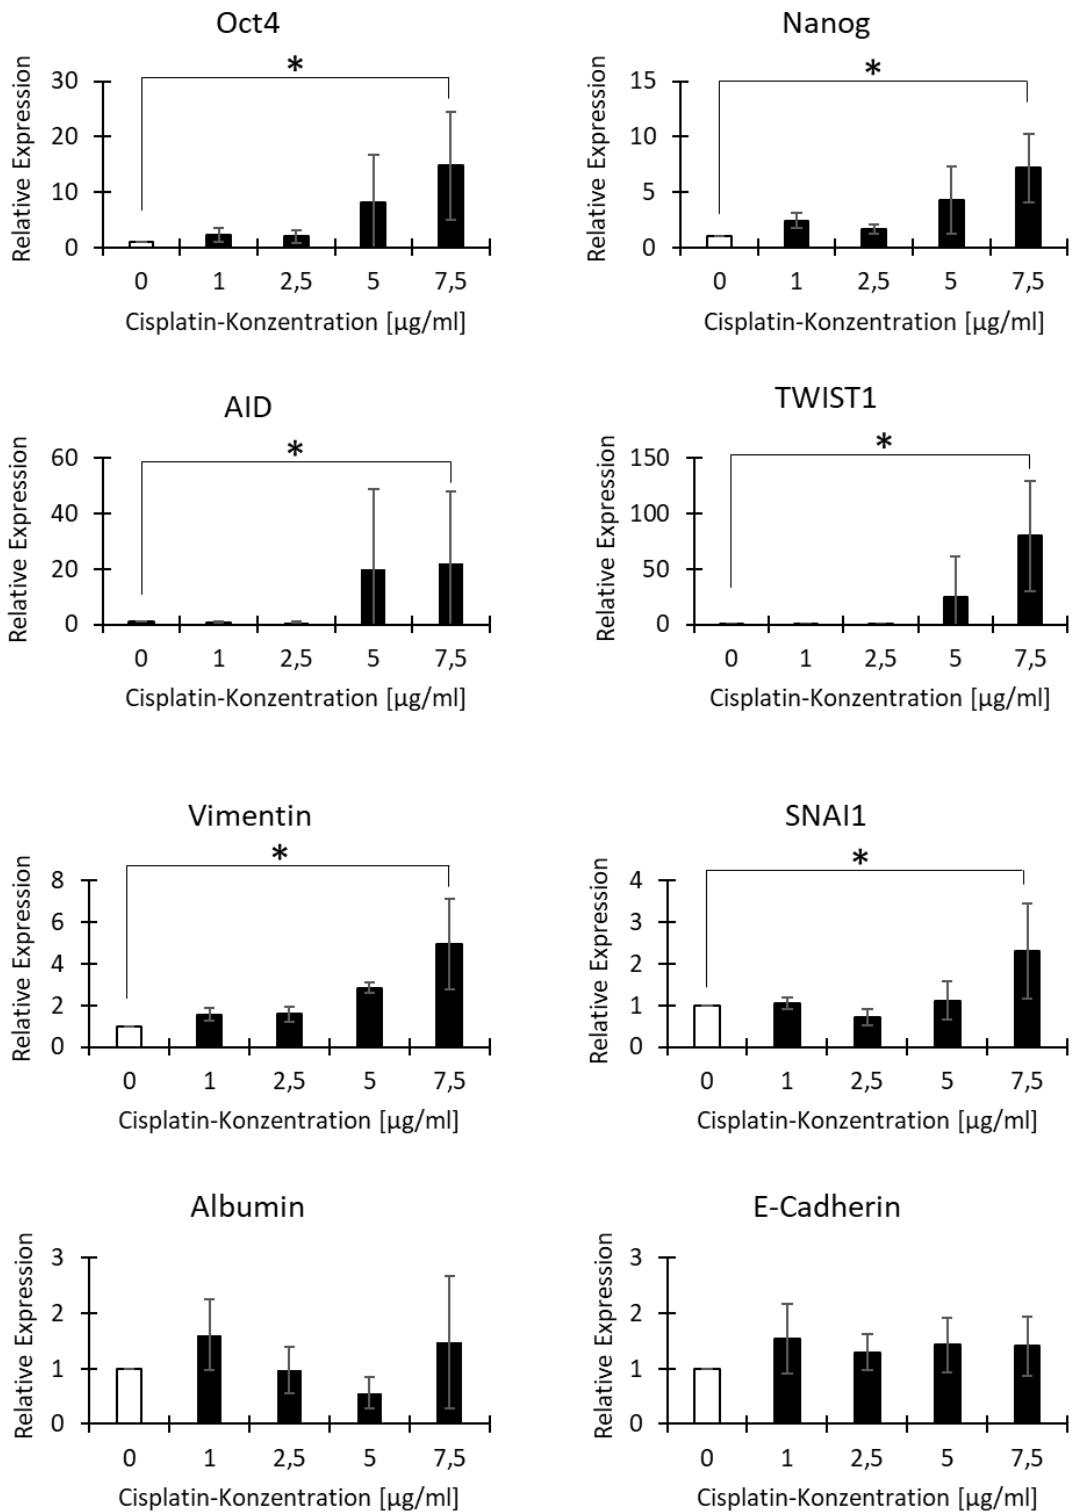 Oct4
*
Relative Expression
30
20
10
0
0 1 2,5 5 7,5
Cisplatin-Konzentration [µg/ml]
Nanog
*
Relative Expression
15
10
5
0
0 1 2,5 5 7,5
Cisplatin-Konzentration [µg/ml]
AID
*
Relative Expression
60
40
20
0
0 1 2,5 5 7,5
Cisplatin-Konzentration [µg/ml]
TWIST1
*
Relative Expression
150
100
50
0
0 1 2,5 5 7,5
Cisplatin-Konzentration [µg/ml]
Vimentin
*
Relative Expression
8
6
4
2
0
0 1 2,5 5 7,5
Cisplatin-Konzentration [µg/ml]
SNAI1
*
Relative Expression
4
3
2
1
0
0 1 2,5 5 7,5
Cisplatin-Konzentration [µg/ml]
Albumin
Relative Expression
3
2
1
0
0 1 2,5 5 7,5
Cisplatin-Konzentration [µg/ml]
E-Cadherin
Relative Expression
3
2
1
0
0 1 2,5 5 7,5
Cisplatin-Konzentration [µg/ml]